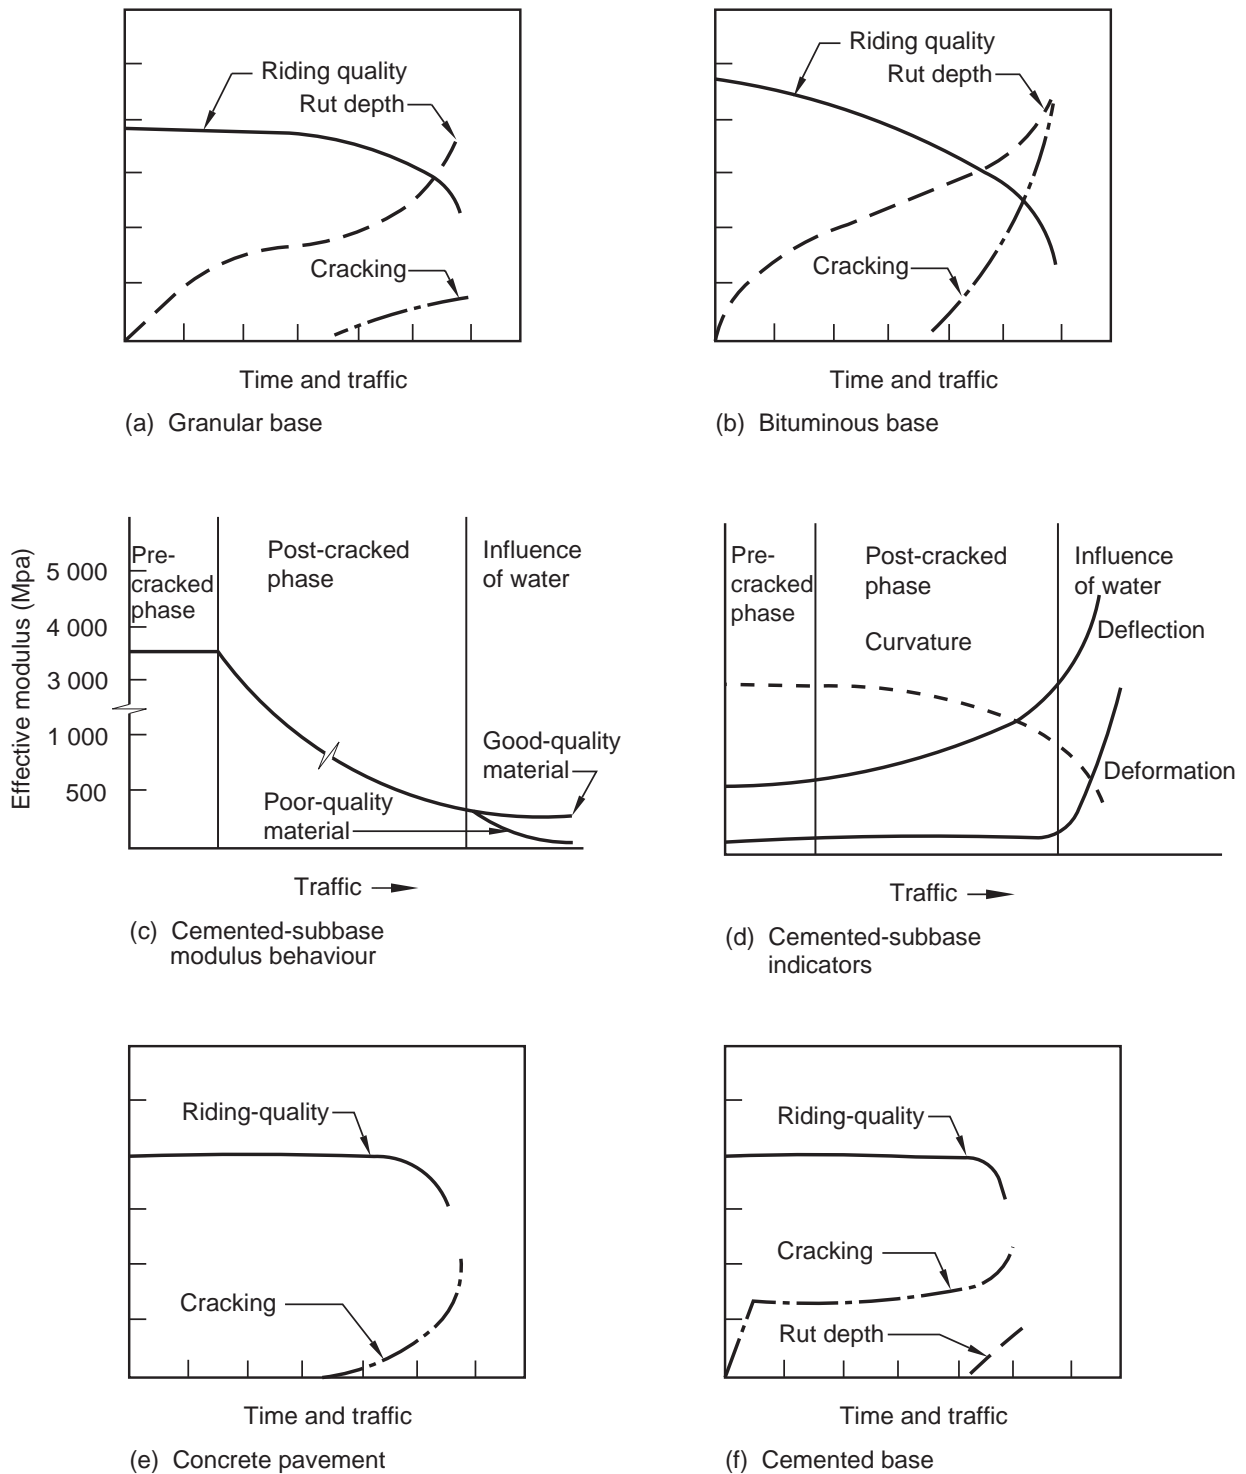 Riding quality
Rut depth
Cracking
Time and traffic
(a) Granular base
Riding quality
Rut depth
Cracking
Time and traffic
(b) Bituminous base
Effective modulus (Mpa)
5 000
4 000
3 000
1 000
500
Pre-
cracked
phase
Post-cracked
phase
Influence
of water
Good-quality
material
Poor-quality
material
Traffic
(c) Cemented-subbase
modulus behaviour
Pre-
cracked
phase
Post-cracked
phase
Influence
of water
Curvature
Deflection
Deformation
Traffic
(d) Cemented-subbase
indicators
Riding-quality
Cracking
Time and traffic
(e) Concrete pavement
Riding-quality
Cracking
Rut depth
Time and traffic
(f) Cemented base